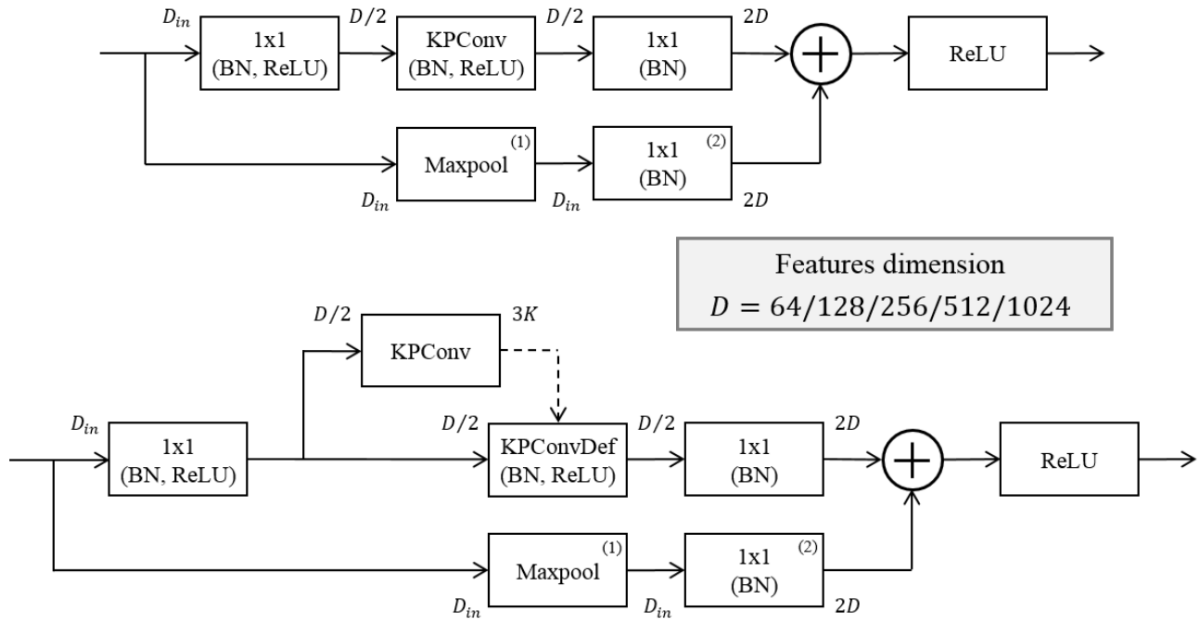 D_in
D/2
D/2
2D
1x1
(BN, ReLU)
KPConv
(BN, ReLU)
1x1
(BN)
ReLU
(1)
Maxpool
(2)
1x1
(BN)
D_in
D_in
2D
Features dimension
D = 64/128/256/512/1024
D/2
3K
KPConv
D_in
D/2
D/2
2D
1x1
(BN, ReLU)
KPConvDef
(BN, ReLU)
1x1
(BN)
ReLU
(1)
Maxpool
(2)
1x1
(BN)
D_in
D_in
2D